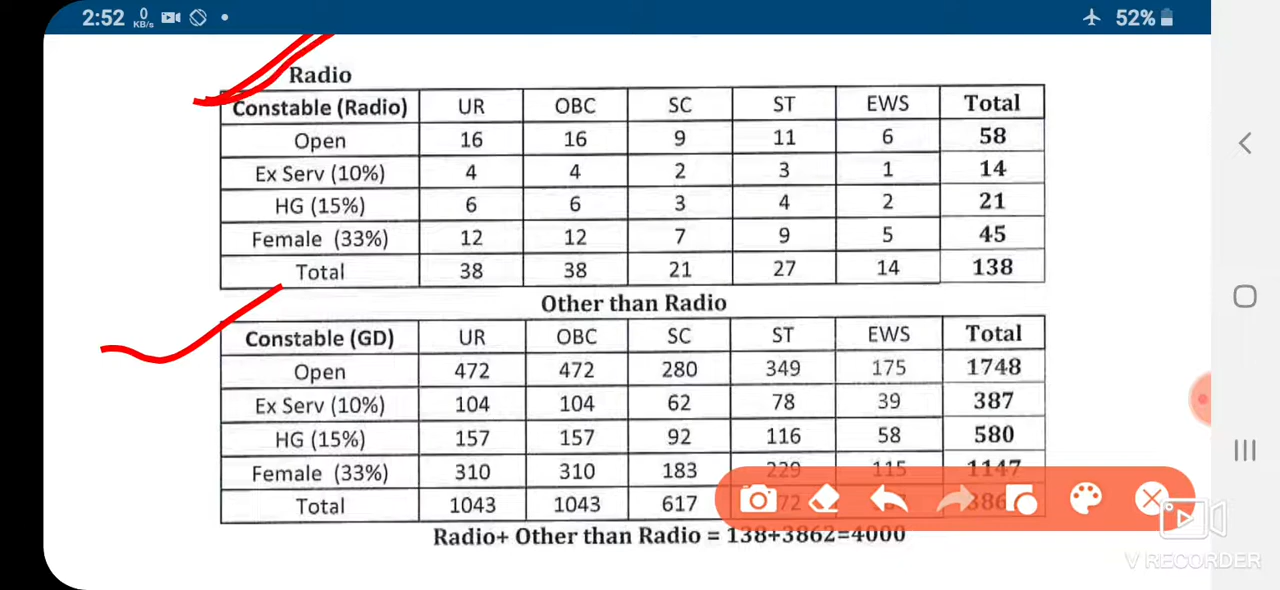 2:52 0 KB/s 52%
Radio
Constable (Radio) UR OBC SC ST EWS Total
Open 16 16 9 11 6 58
Ex Serv (10%) 4 4 2 3 1 14
HG (15%) 6 6 3 4 2 21
Female (33%) 12 12 7 9 5 45
Total 38 38 21 27 14 138
Other than Radio
Constable (GD) UR OBC SC ST EWS Total
Open 472 472 280 349 175 1748
Ex Serv (10%) 104 104 62 78 39 387
HG (15%) 157 157 92 116 58 580
Female (33%) 310 310 183 229 115 1147
Total 1043 1043 617
Radio+ Other than Radio = 138+3862=4000
V RECORDER